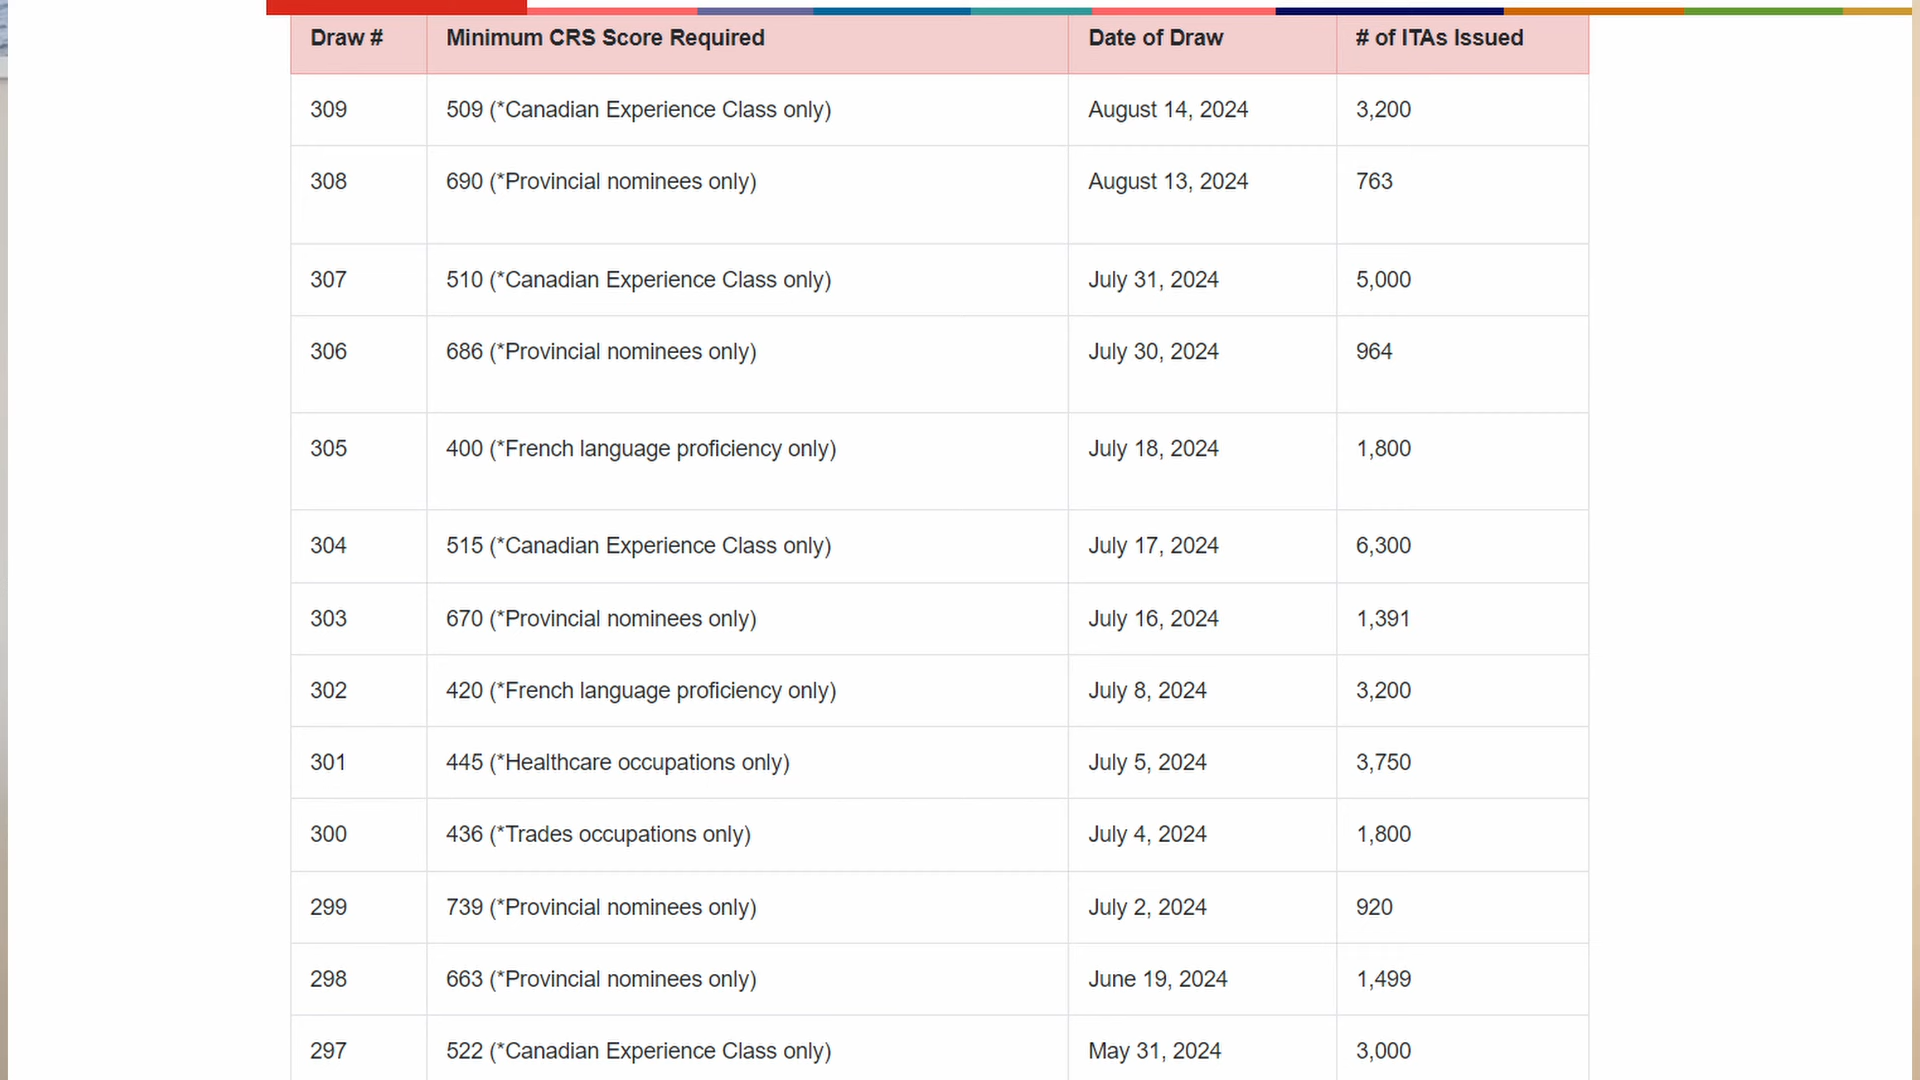 Draw # Minimum CRS Score Required Date of Draw # of ITAs Issued
309 509 (*Canadian Experience Class only) August 14, 2024 3,200
308 690 (*Provincial nominees only) August 13, 2024 763
307 510 (*Canadian Experience Class only) July 31, 2024 5,000
306 686 (*Provincial nominees only) July 30, 2024 964
305 400 (*French language proficiency only) July 18, 2024 1,800
304 515 (*Canadian Experience Class only) July 17, 2024 6,300
303 670 (*Provincial nominees only) July 16, 2024 1,391
302 420 (*French language proficiency only) July 8, 2024 3,200
301 445 (*Healthcare occupations only) July 5, 2024 3,750
300 436 (*Trades occupations only) July 4, 2024 1,800
299 739 (*Provincial nominees only) July 2, 2024 920
298 663 (*Provincial nominees only) June 19, 2024 1,499
297 522 (*Canadian Experience Class only) May 31, 2024 3,000